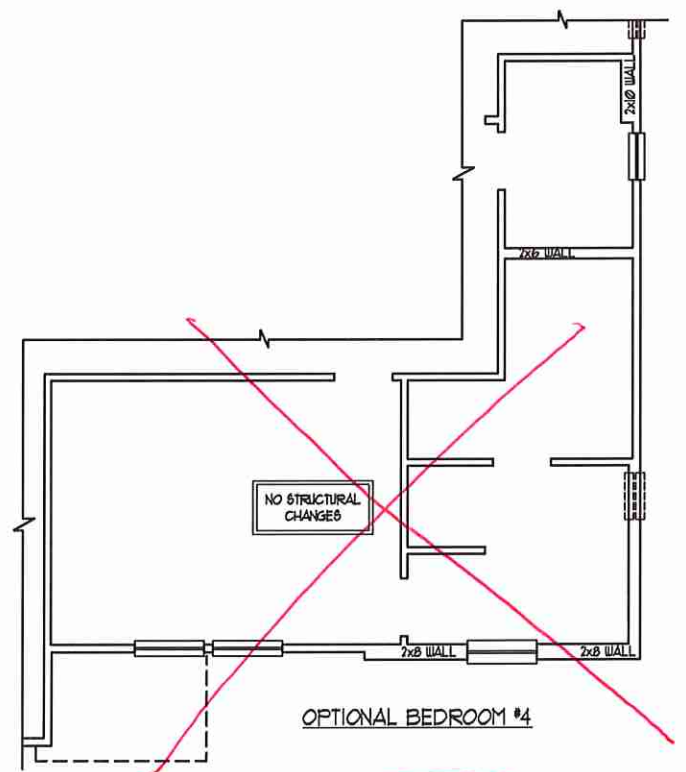 2x10 WALL
2x6 WALL
NO STRUCTURAL
CHANGES
2x8 WALL
2x8 WALL
OPTIONAL BEDROOM #4